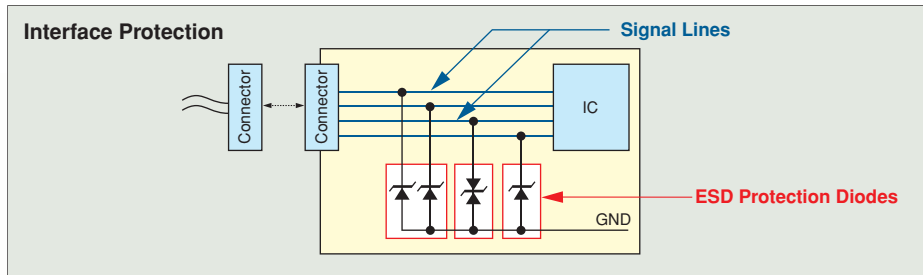 Interface Protection
Signal Lines
Connector
Connector
IC
ESD Protection Diodes
GND